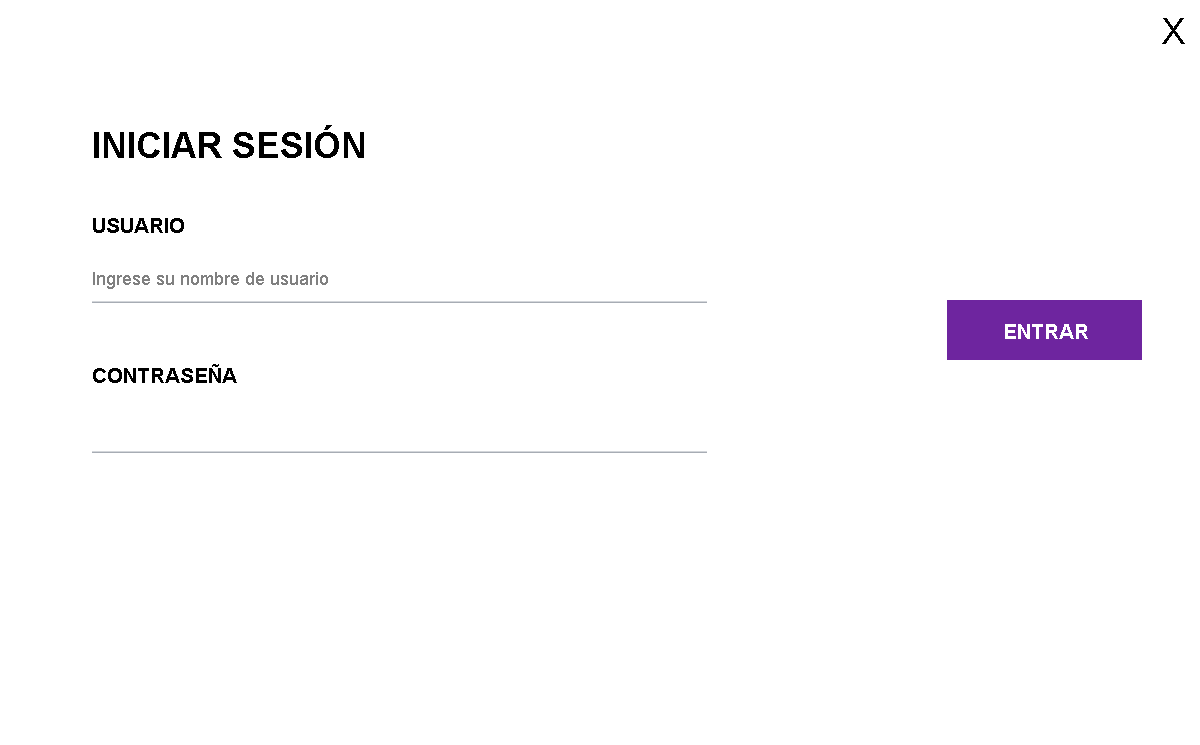 X
INICIAR SESIÓN
USUARIO
Ingrese su nombre de usuario
ENTRAR
CONTRASEÑA